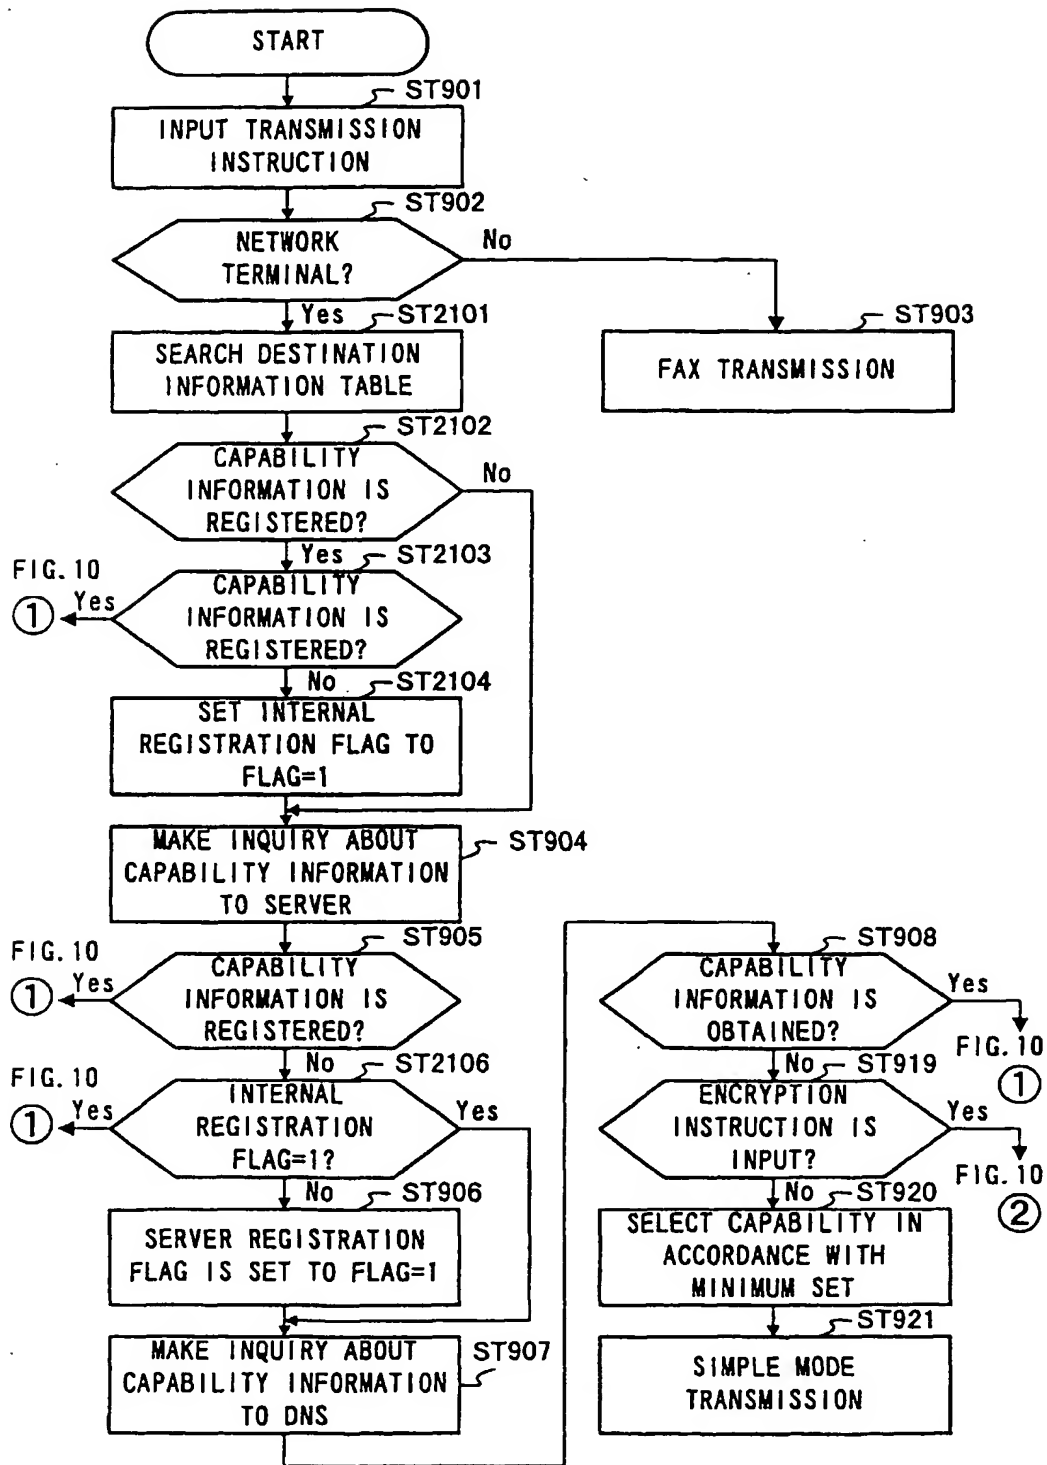 START
ST901
INPUT TRANSMISSION
INSTRUCTION
ST902
NETWORK
TERMINAL?
No
Yes
ST2101
ST903
SEARCH DESTINATION
INFORMATION TABLE
FAX TRANSMISSION
ST2102
CAPABILITY
INFORMATION IS
REGISTERED?
No
Yes
ST2103
FIG. 10
1
Yes
CAPABILITY
INFORMATION IS
REGISTERED?
No
ST2104
SET INTERNAL
REGISTRATION FLAG TO
FLAG=1
MAKE INQUIRY ABOUT
CAPABILITY INFORMATION
TO SERVER
ST904
ST905
FIG. 10
1
Yes
CAPABILITY
INFORMATION IS
REGISTERED?
No
ST2106
FIG. 10
1
Yes
INTERNAL
REGISTRATION
FLAG=1?
Yes
No
ST906
SERVER REGISTRATION
FLAG IS SET TO FLAG=1
MAKE INQUIRY ABOUT
CAPABILITY INFORMATION
TO DNS
ST907
ST908
CAPABILITY
INFORMATION IS
OBTAINED?
Yes
FIG. 10
1
No
ST919
ENCRYPTION
INSTRUCTION IS
INPUT?
Yes
FIG. 10
2
No
ST920
SELECT CAPABILITY IN
ACCORDANCE WITH
MINIMUM SET
ST921
SIMPLE MODE
TRANSMISSION